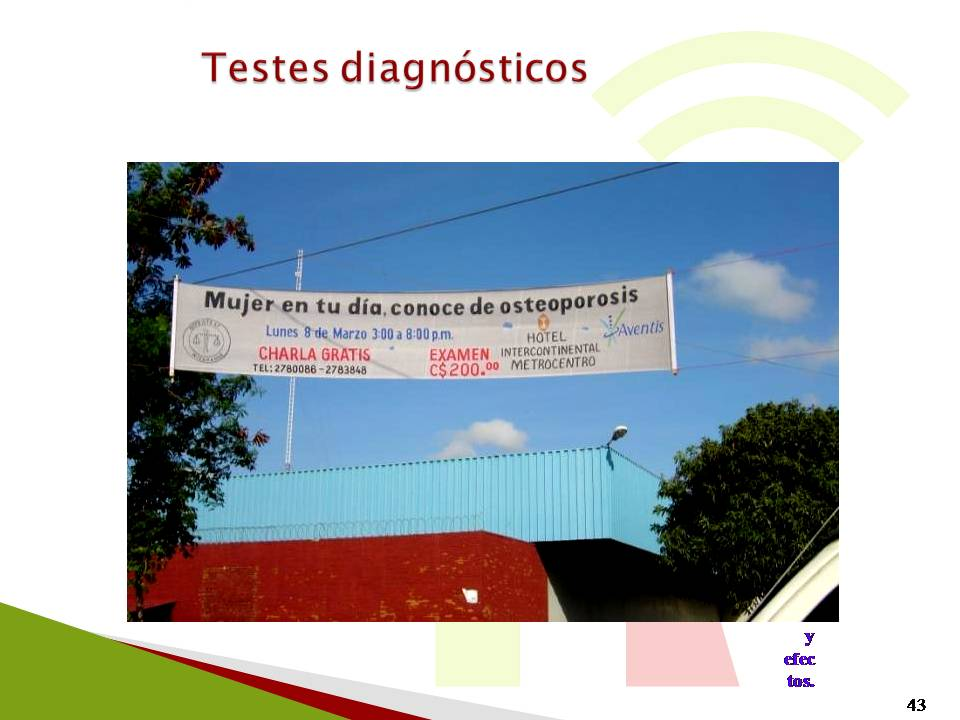 Testes diagnósticos
Mujer en tu día, conoce de osteoporosis
Lunes 8 de Marzo 3:00 a 8:00 p.m.
CHARLA GRATIS
TEL: 2780086 - 2783848
EXAMEN
C$ 200.00
HOTEL
INTERCONTINENTAL
METROCENTRO
Aventis
y
efec
tos.
43